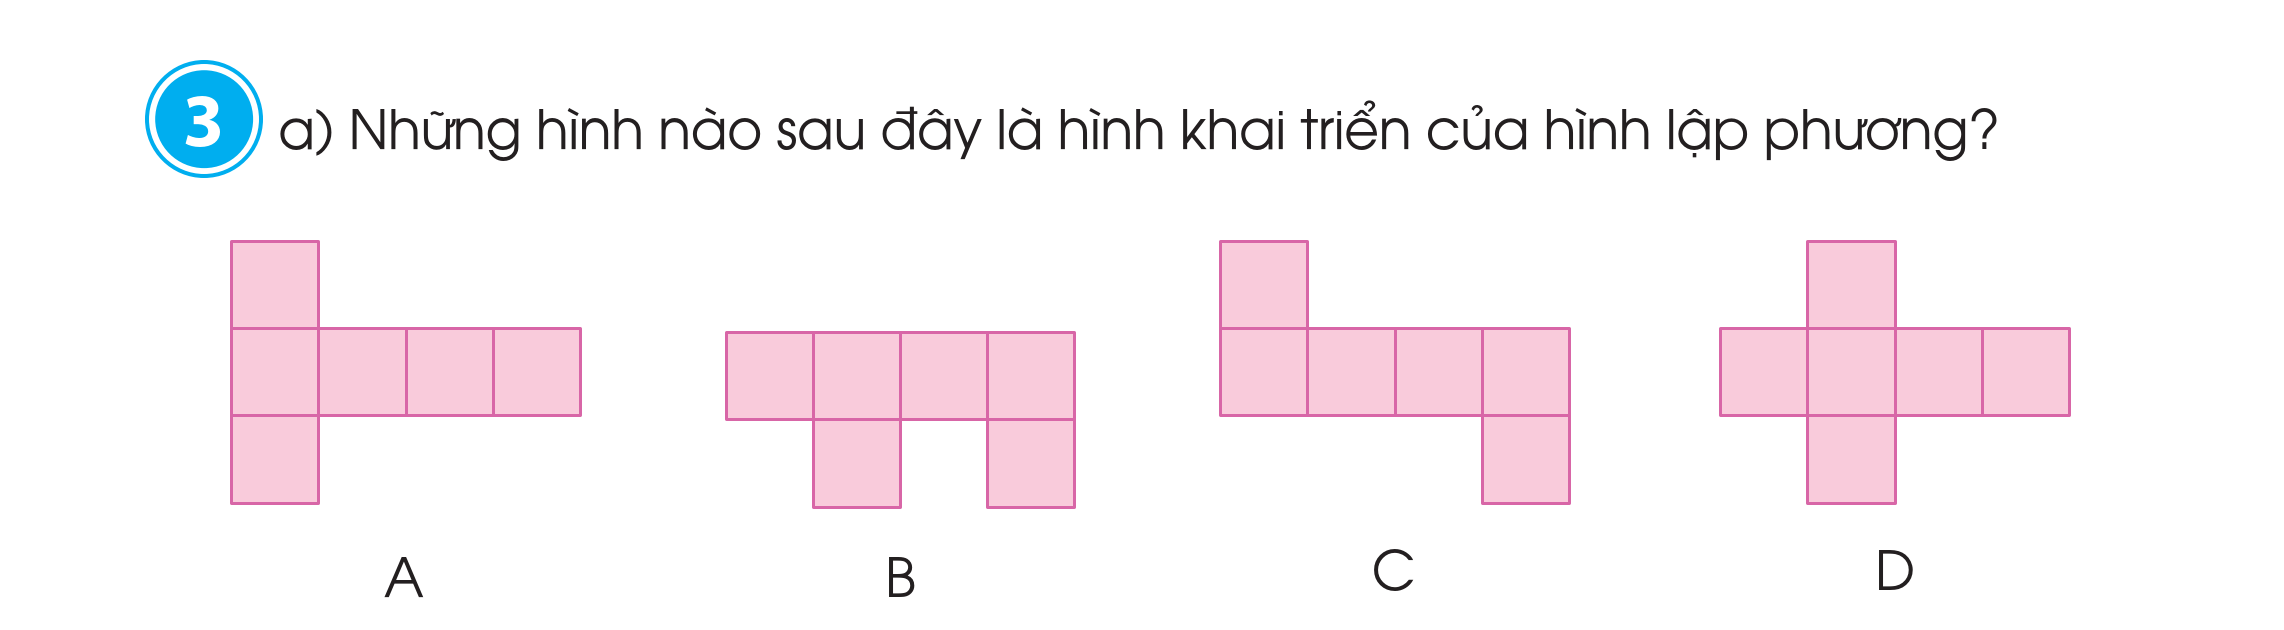 3 a) Những hình nào sau đây là hình khai triển của hình lập phương?
A B C D